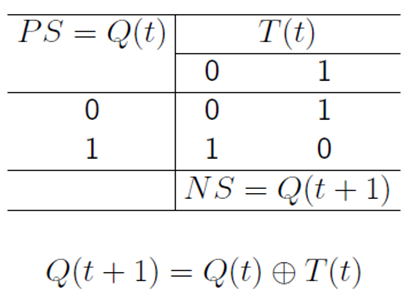 PS = Q(t) T(t)
0 1
0 0 1
1 1 0
NS = Q(t + 1)
Q(t + 1) = Q(t) ⊕ T(t)